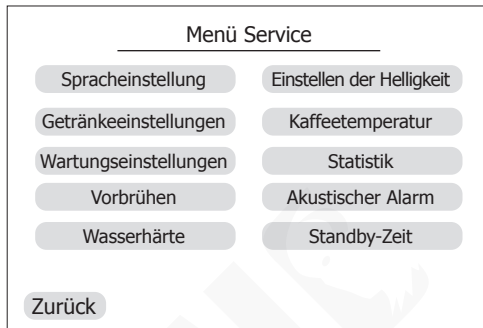 Menü Service
Spracheinstellung
Einstellen der Helligkeit
Getränkeeinstellungen
Kaffeetemperatur
Wartungseinstellungen
Statistik
Vorbrühen
Akustischer Alarm
Wasserhärte
Standby-Zeit
Zurück